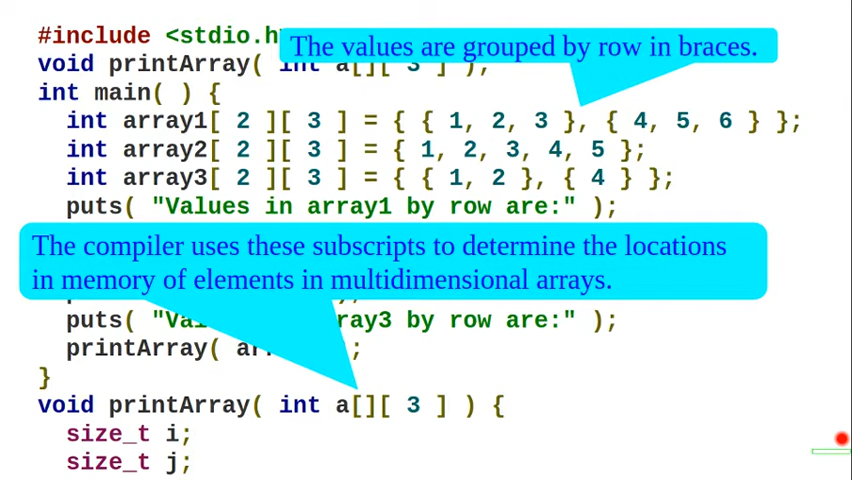 #include <stdio.h
The values are grouped by row in braces.
void printArray( int a[][ 3 ] );
int main( ) {
int array1[ 2 ][ 3 ] = { { 1, 2, 3 }, { 4, 5, 6 } };
int array2[ 2 ][ 3 ] = { 1, 2, 3, 4, 5 };
int array3[ 2 ][ 3 ] = { { 1, 2 }, { 4 } };
puts( "Values in array1 by row are:" );
The compiler uses these subscripts to determine the locations
in memory of elements in multidimensional arrays.
puts( "Va ray3 by row are:" );
printArray( ar ;
}
void printArray( int a[][ 3 ] ) {
size_t i;
size_t j;